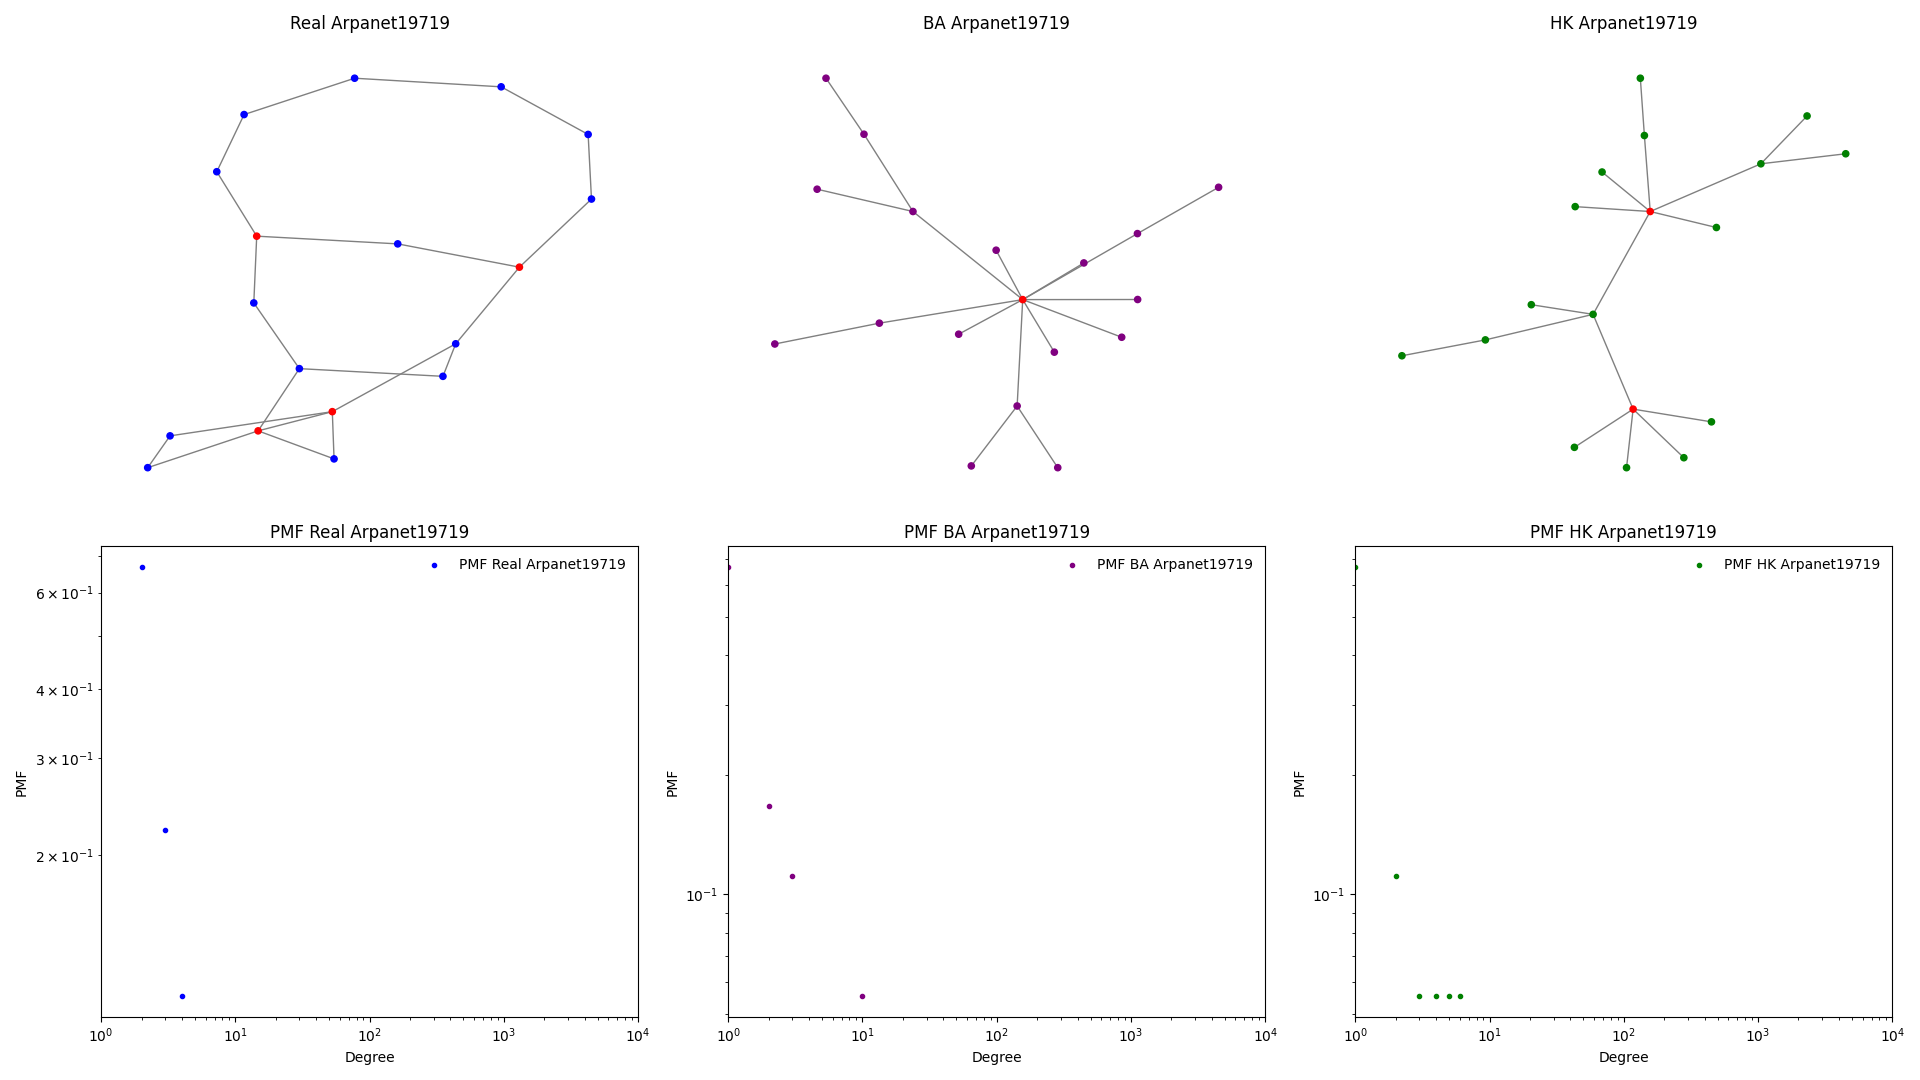 Real Arpanet19719
BA Arpanet19719
HK Arpanet19719
PMF Real Arpanet19719
PMF Real Arpanet19719
6 × 10⁻¹
4 × 10⁻¹
3 × 10⁻¹
2 × 10⁻¹
PMF
10⁰
10¹
10²
10³
10⁴
Degree
PMF BA Arpanet19719
PMF BA Arpanet19719
10⁻¹
PMF
10⁰
10¹
10²
10³
10⁴
Degree
PMF HK Arpanet19719
PMF HK Arpanet19719
10⁻¹
PMF
10⁰
10¹
10²
10³
10⁴
Degree